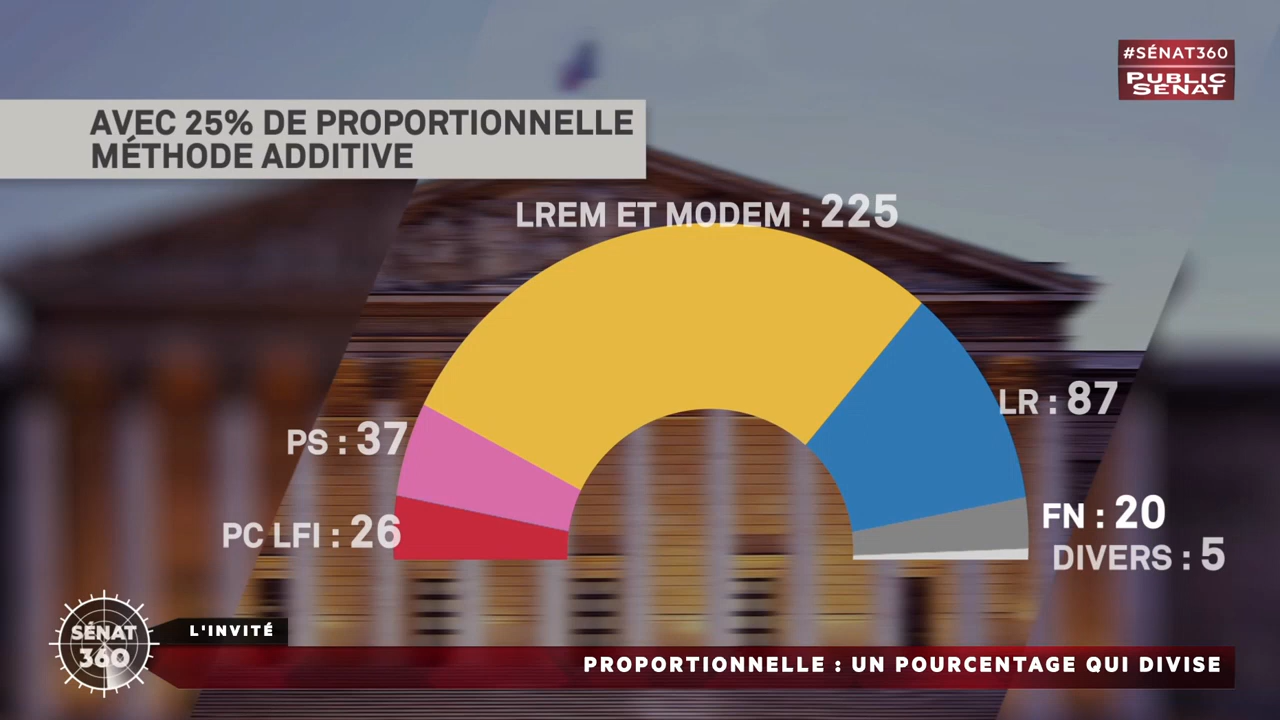 #SÉNAT360
PUBLIC
SÉNAT
AVEC 25% DE PROPORTIONNELLE
MÉTHODE ADDITIVE
LREM ET MODEM : 225
LR : 87
PS : 37
PC LFI : 26
FN : 20
DIVERS : 5
SÉNAT
360
L'INVITÉ
PROPORTIONNELLE : UN POURCENTAGE QUI DIVISE